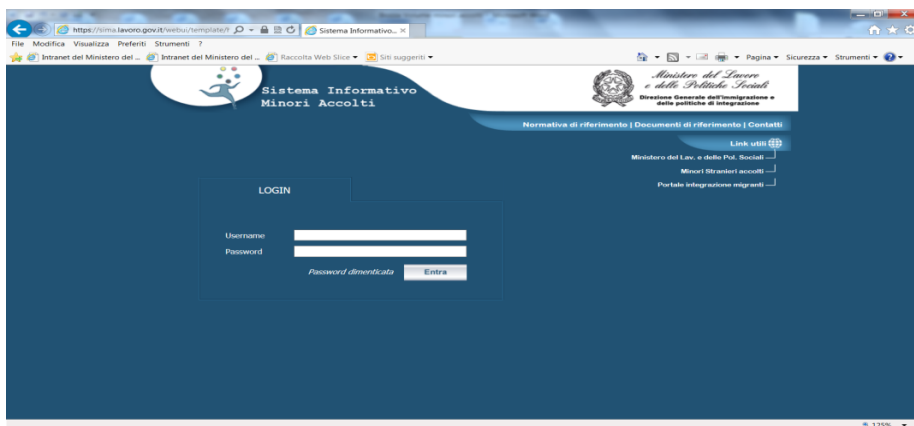 https://sima.lavoro.gov.it/webui/template/f
Sistema Informativo... ×
File Modifica Visualizza Preferiti Strumenti ?
Intranet del Ministero del ... Intranet del Ministero del ... Raccolta Web Slice Siti suggeriti
Pagina Sicurezza Strumenti
Sistema Informativo
Minori Accolti
Ministero del Lavoro
e delle Politiche Sociali
Direzione Generale dell'immigrazione e
delle politiche di integrazione
Normativa di riferimento | Documenti di riferimento | Contatti
Link utili
Ministero del Lav. e delle Pol. Sociali
Minori Stranieri accolti
Portale integrazione migranti
LOGIN
Username
Password
Password dimenticata Entra
125%